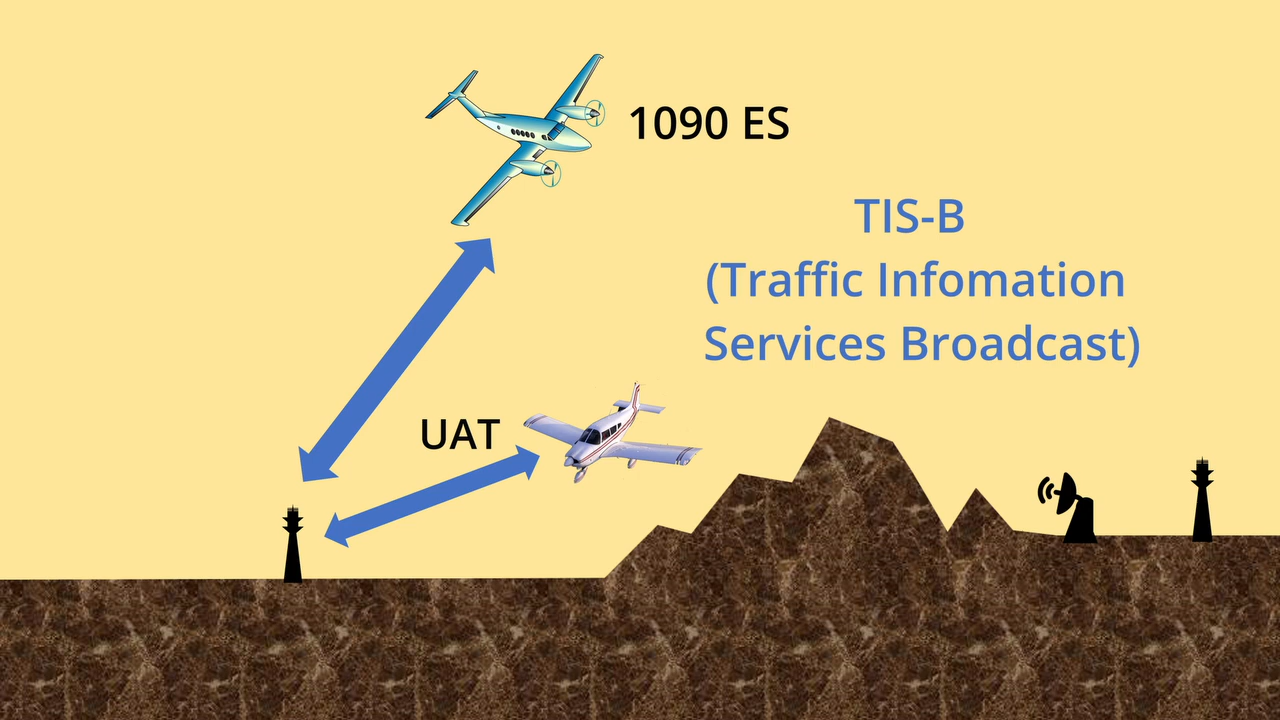 1090 ES
TIS-B
(Traffic Infomation
Services Broadcast)
UAT